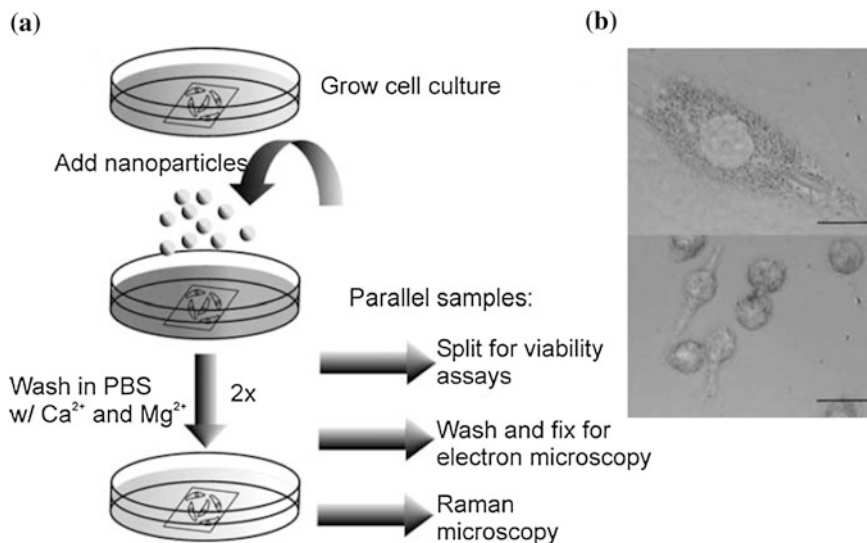 (a)
(b)
Grow cell culture
Add nanoparticles
Parallel samples:
Split for viability
assays
Wash in PBS
w/ Ca²⁺ and Mg²⁺
2x
Wash and fix for
electron microscopy
Raman
microscopy